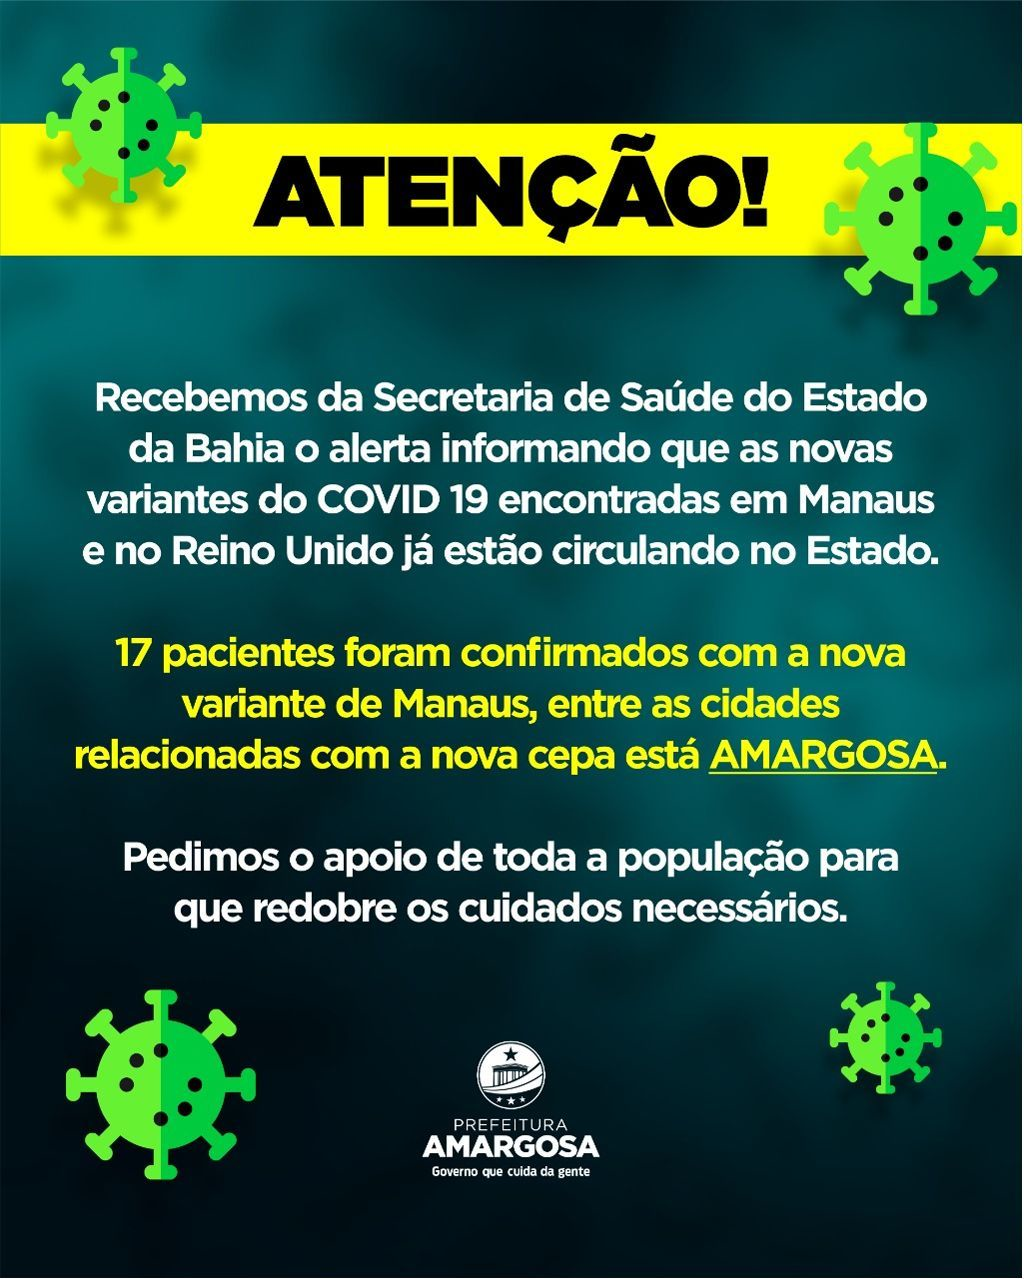 ATENÇÃO!
Recebemos da Secretaria de Saúde do Estado
da Bahia o alerta informando que as novas
variantes do COVID 19 encontradas em Manaus
e no Reino Unido já estão circulando no Estado.
17 pacientes foram confirmados com a nova
variante de Manaus, entre as cidades
relacionadas com a nova cepa está AMARGOSA.
Pedimos o apoio de toda a população para
que redobre os cuidados necessários.
PREFEITURA
AMARGOSA
Governo que cuida da gente